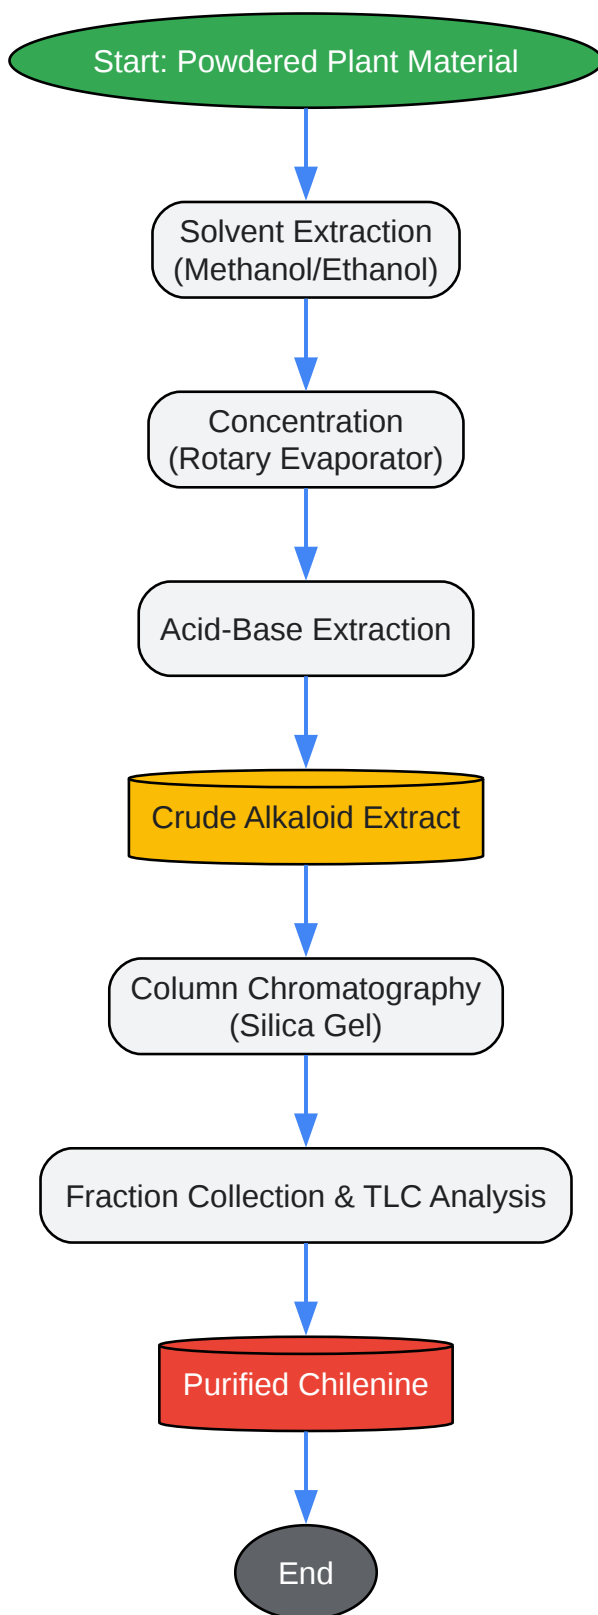 Start: Powdered Plant Material
Solvent Extraction
(Methanol/Ethanol)
Concentration
(Rotary Evaporator)
Acid-Base Extraction
Crude Alkaloid Extract
Column Chromatography
(Silica Gel)
Fraction Collection & TLC Analysis
Purified Chilenine
End